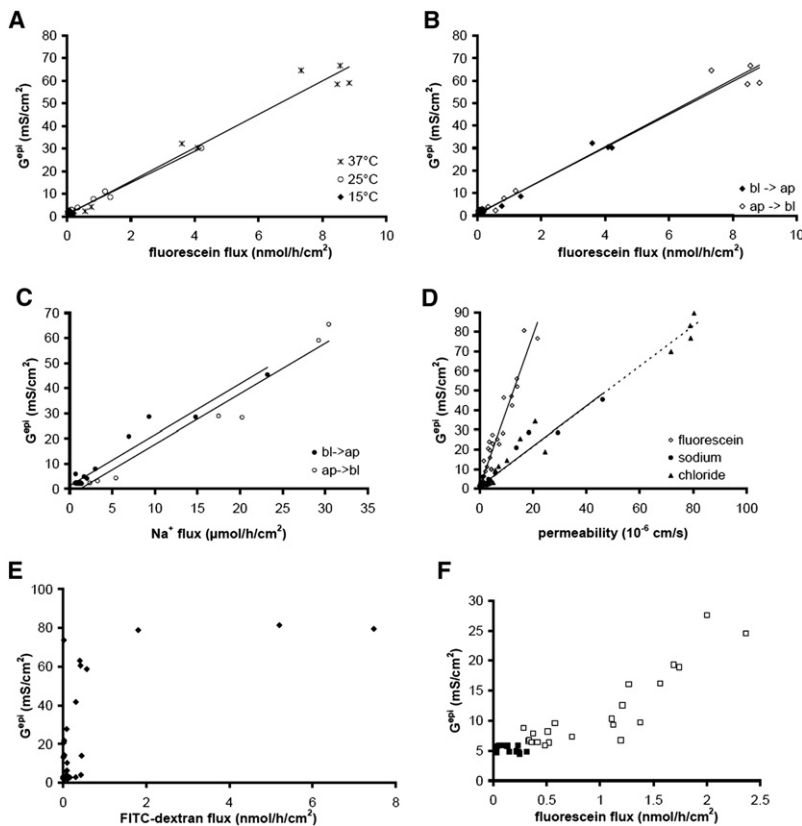 A
80
70
60
50
40
30
20
10
0
0 2 4 6 8 10
Gepi (mS/cm2)
fluorescein flux (nmol/h/cm2)
37°C
25°C
15°C
B
80
70
60
50
40
30
20
10
0
0 2 4 6 8 10
Gepi (mS/cm2)
fluorescein flux (nmol/h/cm2)
bl -> ap
ap -> bl
C
70
60
50
40
30
20
10
0
0 5 10 15 20 25 30 35
Gepi (mS/cm2)
Na+ flux (µmol/h/cm2)
bl->ap
ap->bl
D
90
80
70
60
50
40
30
20
10
0
0 20 40 60 80 100
Gepi (mS/cm2)
permeability (10-6 cm/s)
fluorescein
sodium
chloride
E
100
80
60
40
20
0
0 2 4 6 8
Gepi (mS/cm2)
FITC-dextran flux (nmol/h/cm2)
F
30
25
20
15
10
5
0
0 0.5 1 1.5 2 2.5
Gepi (mS/cm2)
fluorescein flux (nmol/h/cm2)